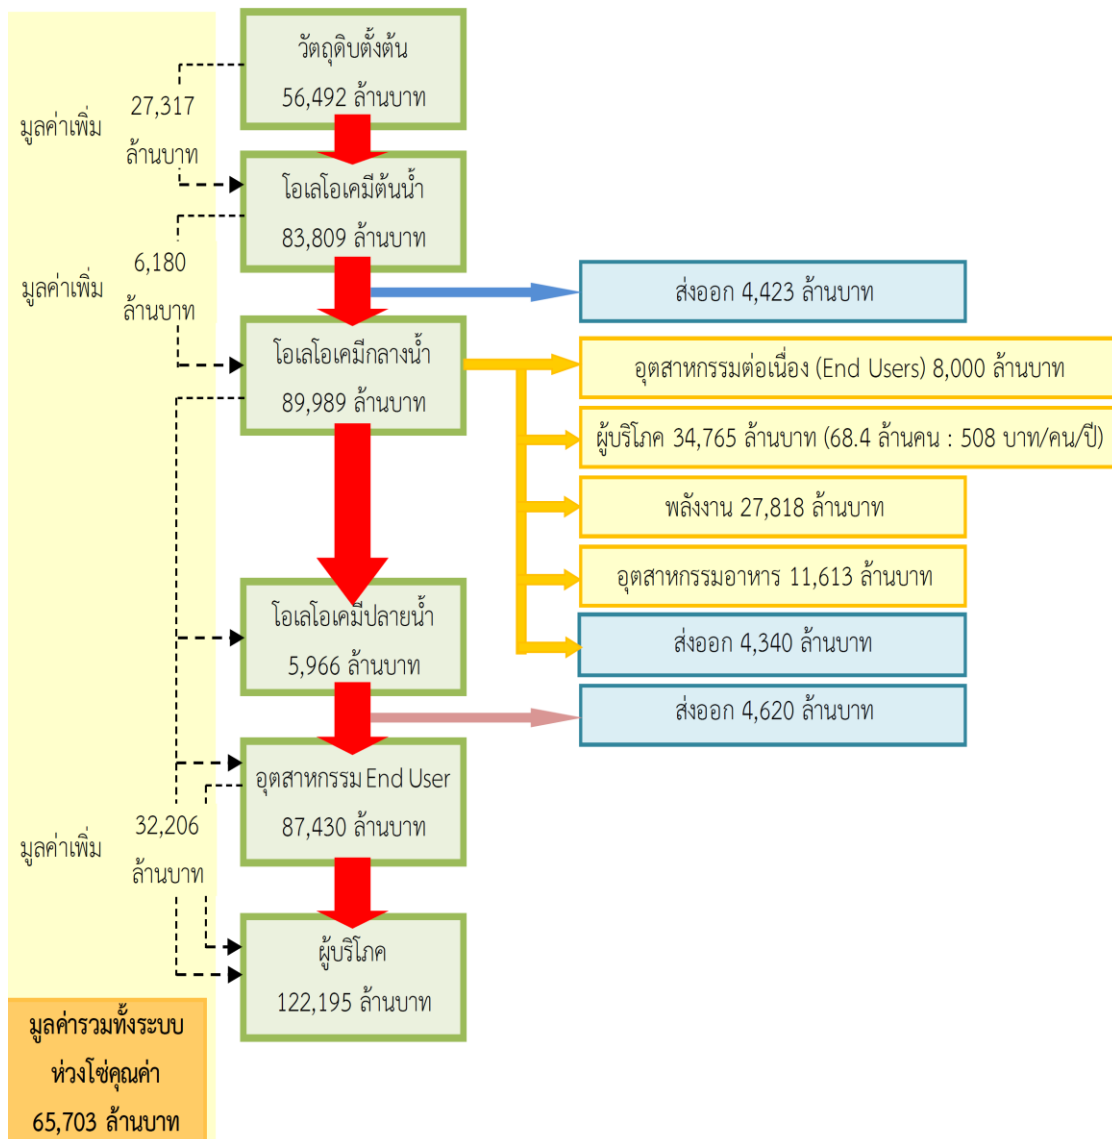 วัตถุดิบตั้งต้น
56,492 ล้านบาท
มูลค่าเพิ่ม
27,317
ล้านบาท
โอเลโอเคมีต้นน้ำ
83,809 ล้านบาท
มูลค่าเพิ่ม
6,180
ล้านบาท
ส่งออก 4,423 ล้านบาท
โอเลโอเคมีกลางน้ำ
89,989 ล้านบาท
อุตสาหกรรมต่อเนื่อง (End Users) 8,000 ล้านบาท
ผู้บริโภค 34,765 ล้านบาท (68.4 ล้านคน : 508 บาท/คน/ปี)
พลังงาน 27,818 ล้านบาท
อุตสาหกรรมอาหาร 11,613 ล้านบาท
ส่งออก 4,340 ล้านบาท
โอเลโอเคมีปลายน้ำ
5,966 ล้านบาท
ส่งออก 4,620 ล้านบาท
อุตสาหกรรม End User
87,430 ล้านบาท
มูลค่าเพิ่ม
32,206
ล้านบาท
ผู้บริโภค
122,195 ล้านบาท
มูลค่ารวมทั้งระบบ
ห่วงโซ่คุณค่า
65,703 ล้านบาท